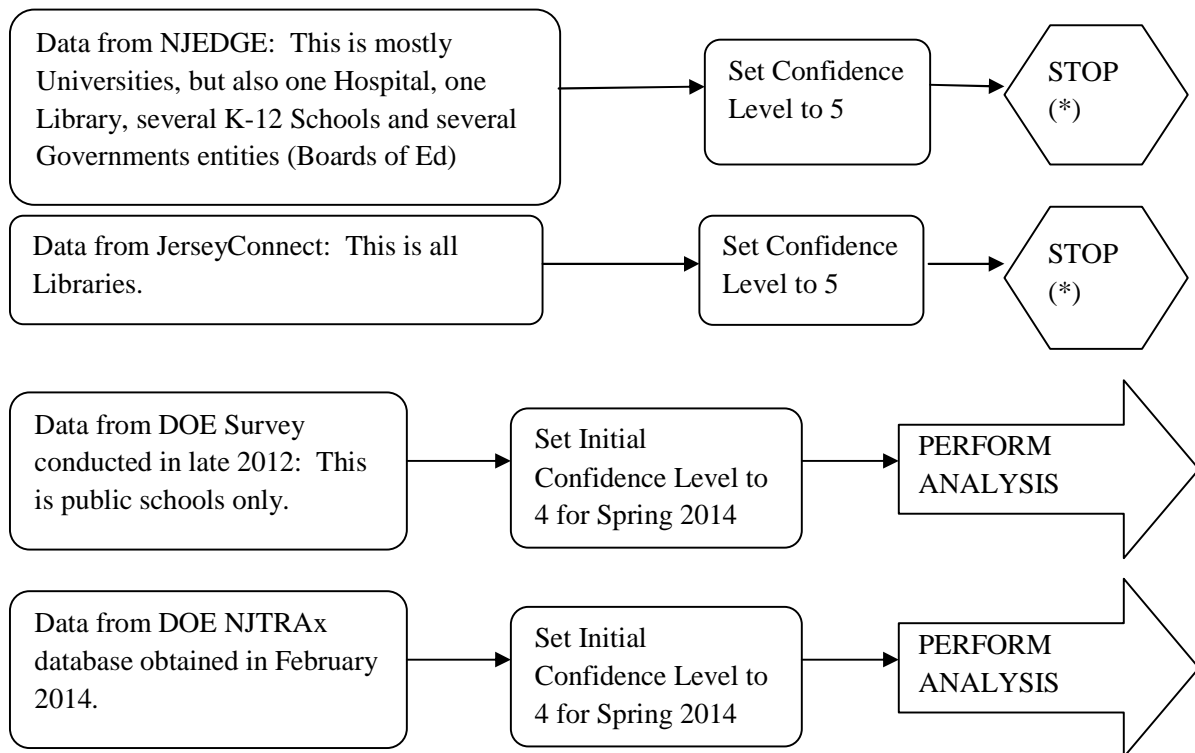 Data from NJEDGE: This is mostly
Universities, but also one Hospital, one
Library, several K-12 Schools and several
Governments entities (Boards of Ed)
Set Confidence
Level to 5
STOP
(*)
Data from JerseyConnect: This is all
Libraries.
Set Confidence
Level to 5
STOP
(*)
Data from DOE Survey
conducted in late 2012: This
is public schools only.
Set Initial
Confidence Level to
4 for Spring 2014
PERFORM
ANALYSIS
Data from DOE NJTRAx
database obtained in February
2014.
Set Initial
Confidence Level to
4 for Spring 2014
PERFORM
ANALYSIS